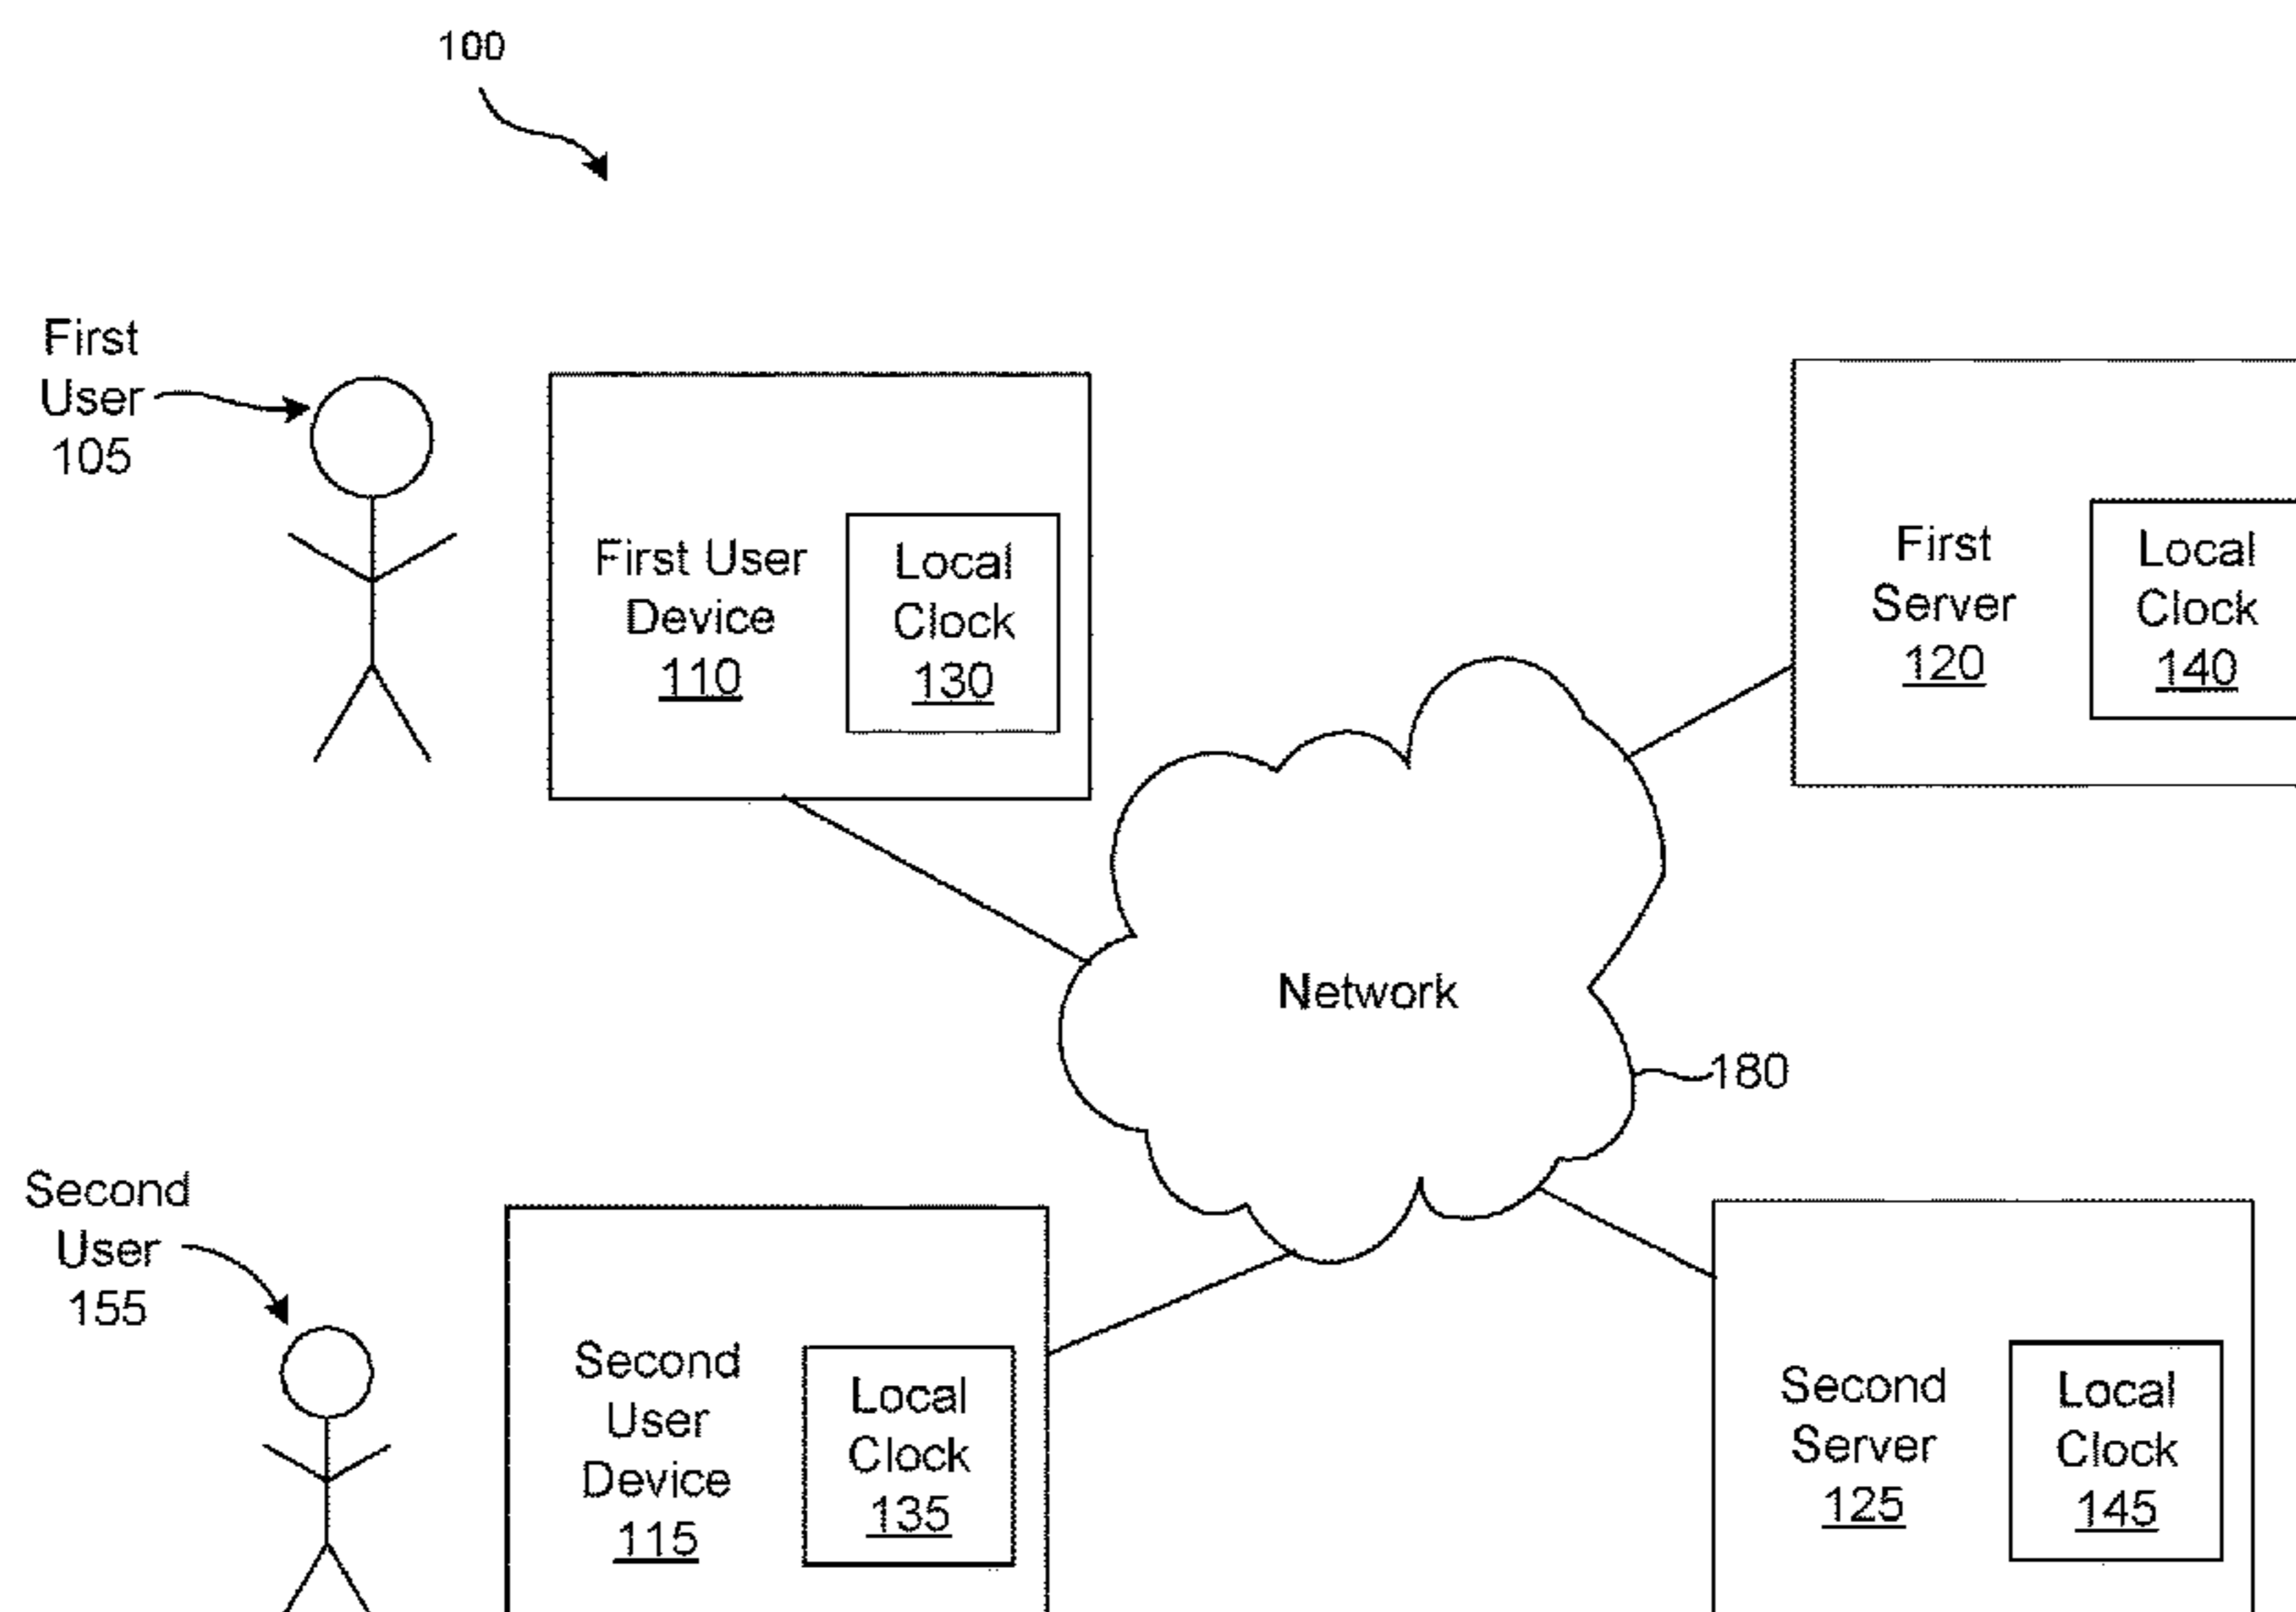 100
First
User
105
First User
Device
110
Local
Clock
130
First
Server
120
Local
Clock
140
Network
180
Second
User
155
Second
User
Device
115
Local
Clock
135
Second
Server
125
Local
Clock
145